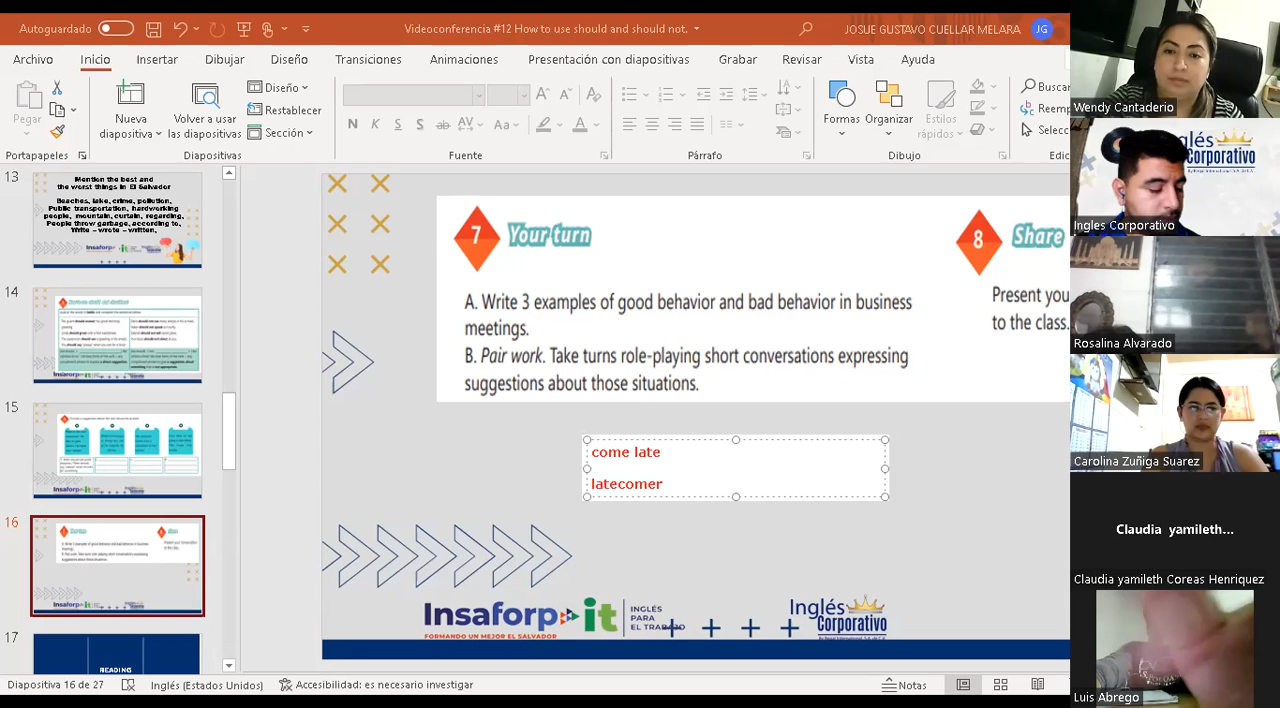 Autoguardado
Videoconferencia #12 How to use should and should not.
JOSUE GUSTAVO CUELLAR MELARA
JG
Archivo Inicio Insertar Dibujar Diseño Transiciones Animaciones Presentación con diapositivas Grabar Revisar Vista Ayuda
Pegar
Nueva diapositiva
Volver a usar las diapositivas
Diseño
Restablecer
Sección
N K S S ab AV Aa A
Formas
Organizar
Estilos rápidos
Buscar
Reemp
Selecc
Portapapeles
Diapositivas
Fuente
Párrafo
Dibujo
Edic
13
Mention the best and
the worst things in El Salvador
Beaches, lake, crime, pollution,
Public transportation, hardworking
people, mountain, curtain, regarding,
People throw garbage, according to,
Write – wrote – written,
14
15
16
17
READING
7 Your turn
A. Write 3 examples of good behavior and bad behavior in business
meetings.
B. Pair work. Take turns role-playing short conversations expressing
suggestions about those situations.
8 Share
Present you
to the class.
come late
latecomer
Insaforp it
FORMANDO UN MEJOR EL SALVADOR
INGLÉS
PARA
EL TRABAJO
Inglés
Corporativo
Diapositiva 16 de 27
Inglés (Estados Unidos)
Accesibilidad: es necesario investigar
Notas
Wendy Cantaderio
Inglés
Corporativo
Ingles Corporativo
Rosalina Alvarado
Carolina Zuñiga Suarez
Claudia yamileth...
Claudia yamileth Coreas Henriquez
Luis Abrego